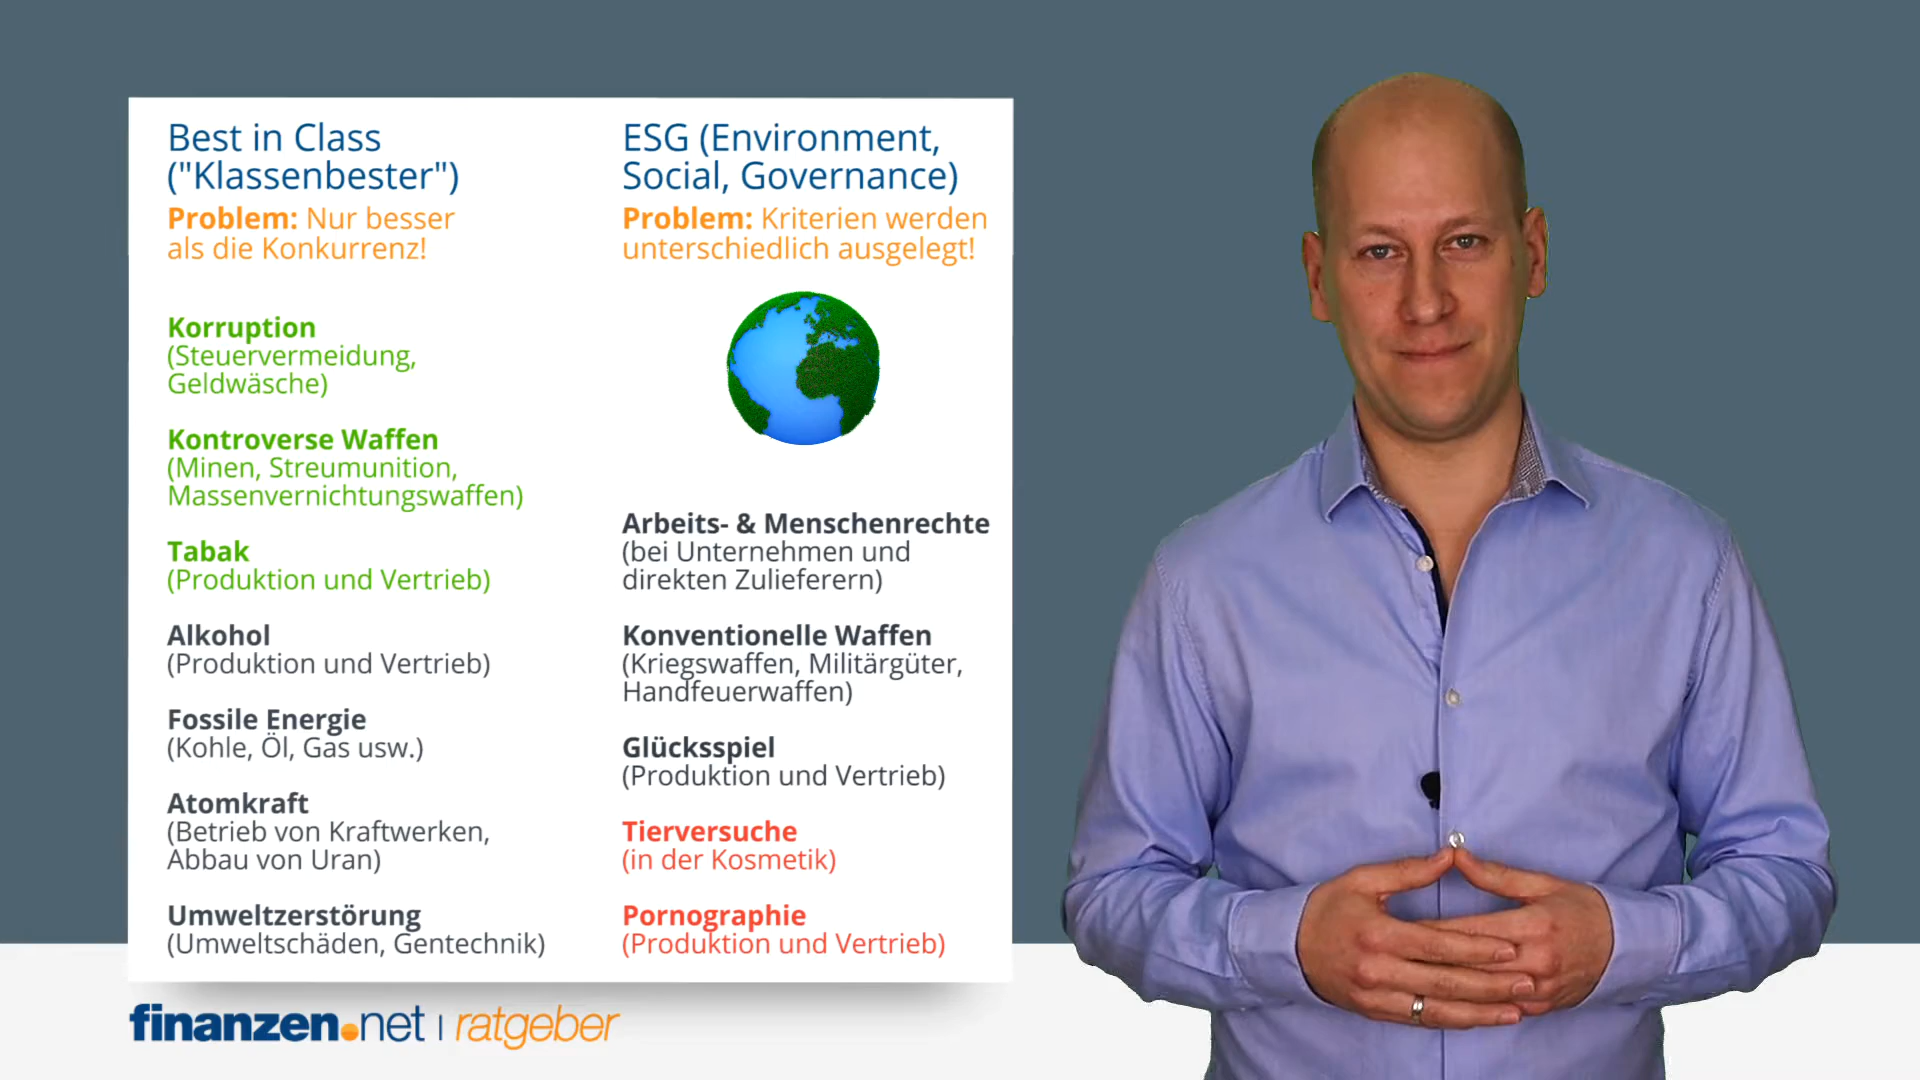 Best in Class
("Klassenbester")
Problem: Nur besser
als die Konkurrenz!
Korruption
(Steuervermeidung,
Geldwäsche)
Kontroverse Waffen
(Minen, Streumunition,
Massenvernichtungswaffen)
Tabak
(Produktion und Vertrieb)
Alkohol
(Produktion und Vertrieb)
Fossile Energie
(Kohle, Öl, Gas usw.)
Atomkraft
(Betrieb von Kraftwerken,
Abbau von Uran)
Umweltzerstörung
(Umweltschäden, Gentechnik)
ESG (Environment,
Social, Governance)
Problem: Kriterien werden
unterschiedlich ausgelegt!
Arbeits- & Menschenrechte
(bei Unternehmen und
direkten Zulieferern)
Konventionelle Waffen
(Kriegswaffen, Militärgüter,
Handfeuerwaffen)
Glücksspiel
(Produktion und Vertrieb)
Tierversuche
(in der Kosmetik)
Pornographie
(Produktion und Vertrieb)
finanzen.net | ratgeber